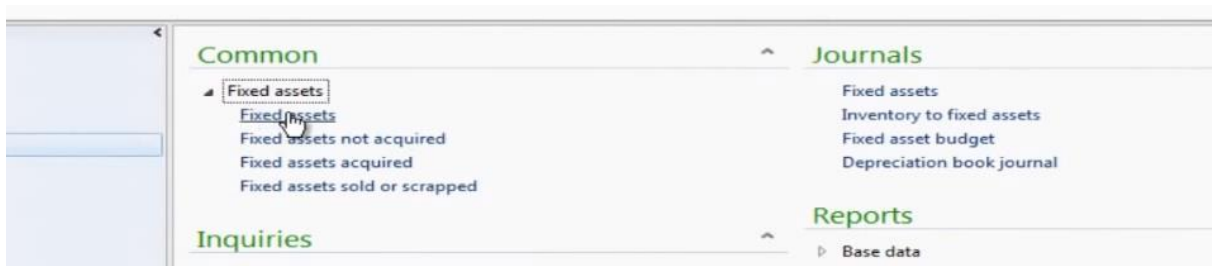 Common
Fixed assets
Fixed assets
Fixed assets not acquired
Fixed assets acquired
Fixed assets sold or scrapped
Inquiries
Journals
Fixed assets
Inventory to fixed assets
Fixed asset budget
Depreciation book journal
Reports
Base data